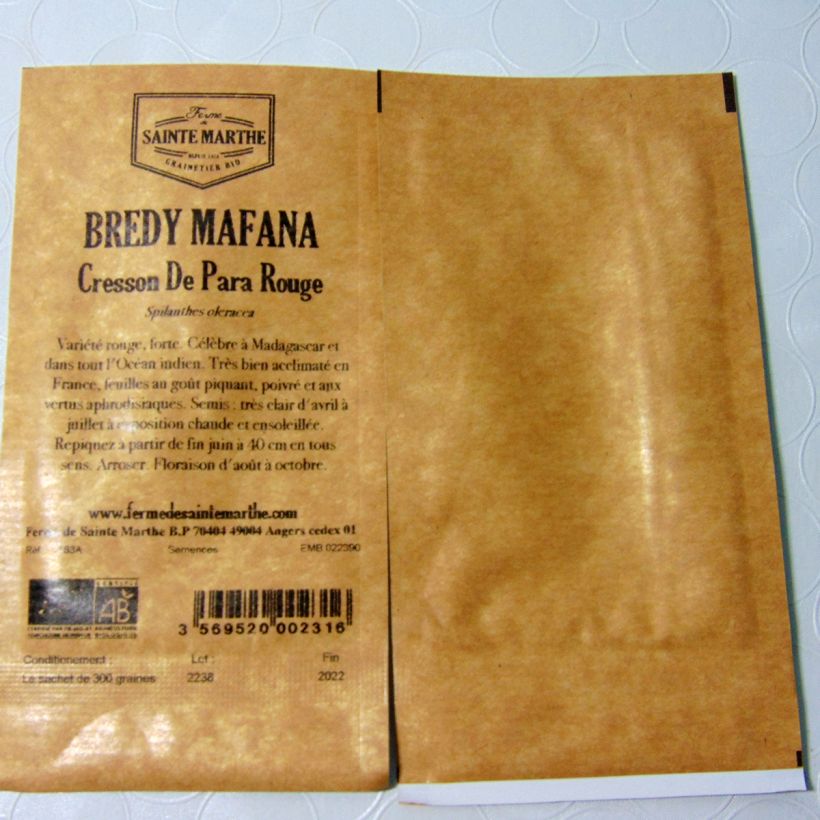 Ferme
de
SAINTE MARTHE
GRAINETIER BIO
BREDY MAFANA
Cresson De Para Rouge
Spilanthes oleracea
Variété rouge, forte. Célèbre à Madagascar et
dans tout l'Océan indien. Très bien acclimaté en
France, feuilles au goût piquant, poivré et aux
vertus aphrodisiaques. Semis : très clair d'avril à
juillet à exposition chaude et ensoleillée.
Repiquez à partir de fin juin à 40 cm en tous
sens. Arroser. Floraison d'août à octobre.
www.fermedesaintemarthe.com
Ferme de Sainte Marthe B.P 70404 49004 Angers cedex 01
Semences EMB 022390
AB
3 569520 002316
Conditionnement : Lot : Fin
Le sachet de 300 graines 2238 2022